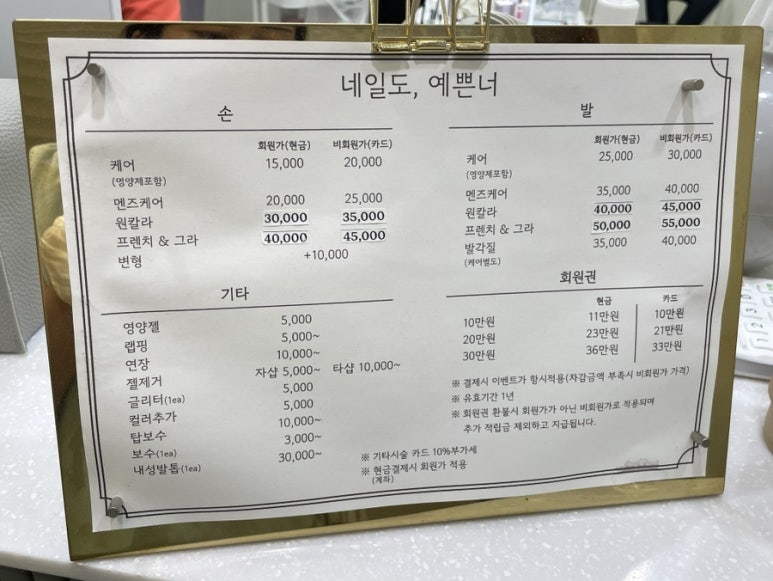 네일도, 예쁜너
손
회원가(현금) 비회원가(카드)
케어 15,000 20,000
(영양제포함)
멘즈케어 20,000 25,000
원칼라 30,000 35,000
프렌치 & 그라 40,000 45,000
변형 +10,000
발
회원가(현금) 비회원가(카드)
케어 25,000 30,000
(영양제포함)
멘즈케어 35,000 40,000
원칼라 40,000 45,000
프렌치 & 그라 50,000 55,000
발각질 35,000 40,000
(케어별도)
기타
영양젤 5,000
랩핑 5,000~
연장 10,000~
젤제거 자샵 5,000~ 타샵 10,000~
글리터(1ea) 5,000
컬러추가 5,000
탑보수 10,000~
보수(1ea) 3,000~
내성발톱(1ea) 30,000~
※ 기타시술 카드 10%부가세
※ 현금결제시 회원가 적용
(계좌)
회원권
현금 카드
10만원 11만원 10만원
20만원 23만원 21만원
30만원 36만원 33만원
※ 결제시 이벤트가 항시적용(차감금액 부족시 비회원가 가격)
※ 유효기간 1년
※ 회원권 환불시 회원가가 아닌 비회원가로 적용되며
추가 적립금 제외하고 지급됩니다.